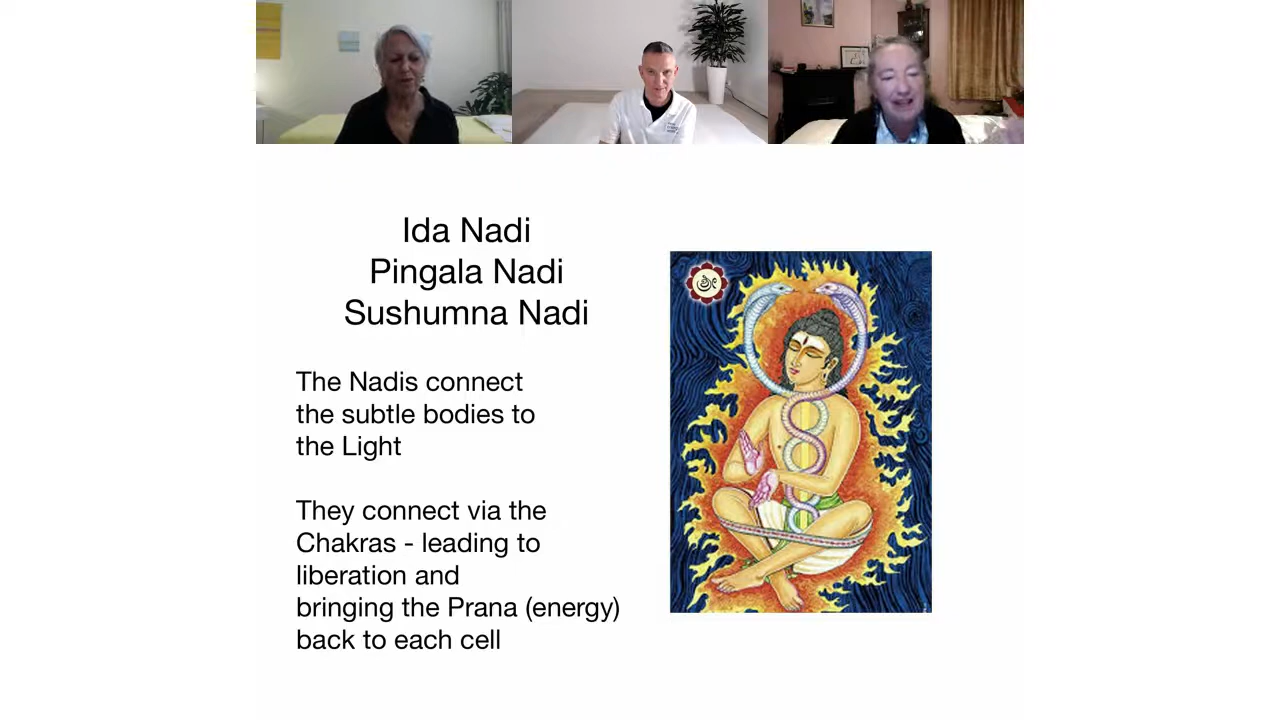 Ida Nadi
Pingala Nadi
Sushumna Nadi
The Nadis connect
the subtle bodies to
the Light
They connect via the
Chakras - leading to
liberation and
bringing the Prana (energy)
back to each cell